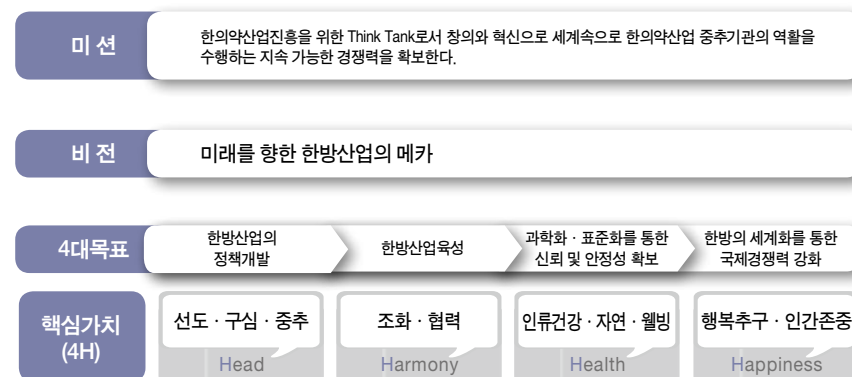 미 션
한의약산업진흥을 위한 Think Tank로서 창의와 혁신으로 세계속으로 한의약산업 중추기관의 역활을
수행하는 지속 가능한 경쟁력을 확보한다.
비 전
미래를 향한 한방산업의 메카
4대목표
한방산업의
정책개발
한방산업육성
과학화 · 표준화를 통한
신뢰 및 안정성 확보
한방의 세계화를 통한
국제경쟁력 강화
핵심가치
(4H)
선도 · 구심 · 중추
Head
조화 · 협력
Harmony
인류건강 · 자연 · 웰빙
Health
행복추구 · 인간존중
Happiness